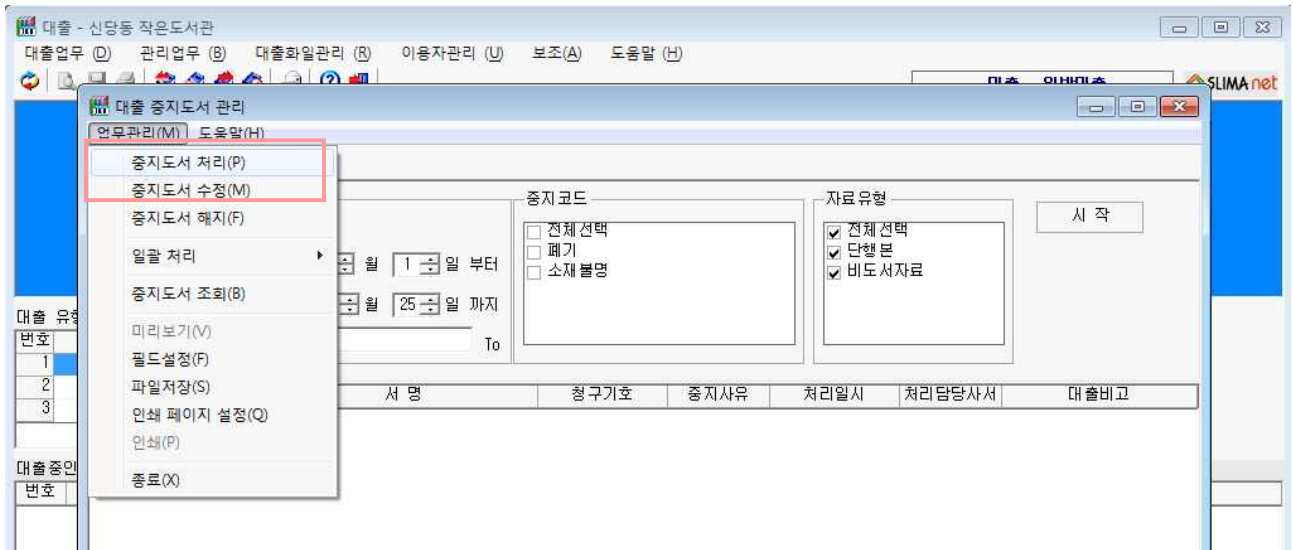 대출 - 신당동 작은도서관
대출업무 (D) 관리업무 (B) 대출화일관리 (R) 이용자관리 (U) 보조(A) 도움말 (H)
SLIMA net
대출 중지도서 관리
업무관리(M) 도움말(H)
중지도서 처리(P)
중지도서 수정(M)
중지도서 해지(F)
일괄 처리
중지도서 조회(B)
미리보기(V)
필드설정(F)
파일저장(S)
인쇄 페이지 설정(Q)
인쇄(P)
종료(X)
월 1 일 부터
월 25 일 까지
To
중지코드
전체선택
폐기
소재불명
자료유형
전체선택
단행본
비도서자료
시 작
서 명 청구기호 중지사유 처리일시 처리담당사서 대출비고
대출
번호
1
2
3
대출중인
번호